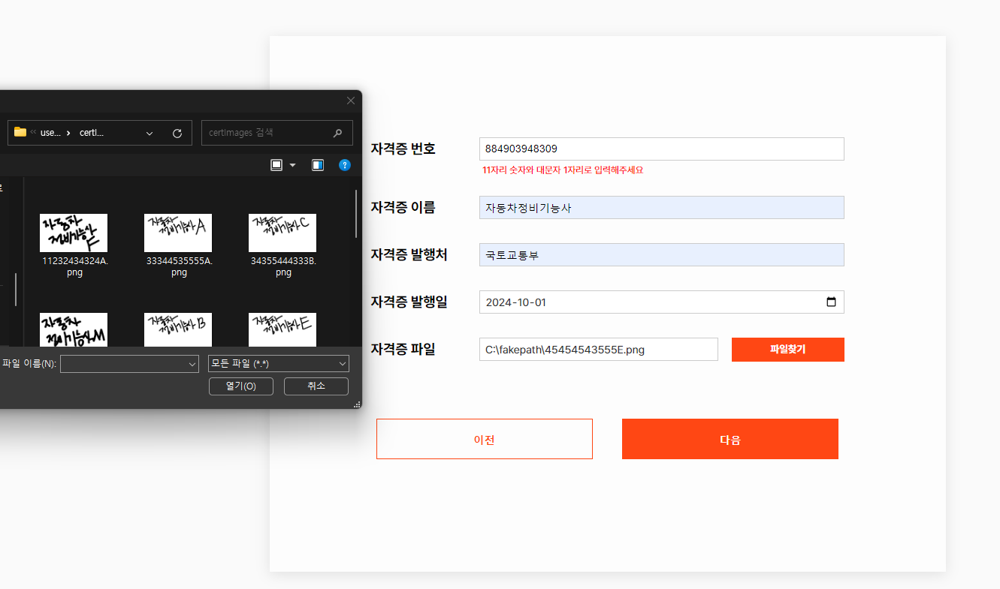 use... › certI...
certImages 검색
자동차
정비기능사
F
11232434324A.
png
자동차
정비기능사A
33344535555A.
png
자동차
정비기능사C
34355444333B.
png
자동차
정비기능사M
자동차
정비기능사B
자동차
정비기능사E
파일 이름(N):
모든 파일 (*.*)
열기(O)
취소
자격증 번호
884903948309
11자리 숫자와 대문자 1자리로 입력해주세요
자격증 이름
자동차정비기능사
자격증 발행처
국토교통부
자격증 발행일
2024-10-01
자격증 파일
C:\fakepath\45454543555E.png
파일찾기
이전
다음